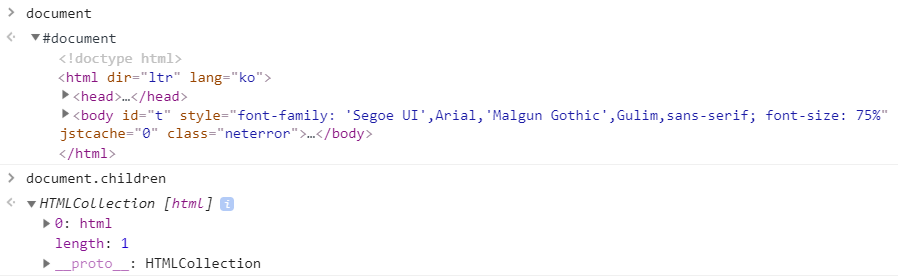 > document
<· ▼#document
<!doctype html>
<html dir="ltr" lang="ko">
▶<head>…</head>
▶<body id="t" style="font-family: 'Segoe UI',Arial,'Malgun Gothic',Gulim,sans-serif; font-size: 75%"
jstcache="0" class="neterror">…</body>
</html>
> document.children
<· ▼HTMLCollection [html] i
▶0: html
length: 1
▶__proto__: HTMLCollection